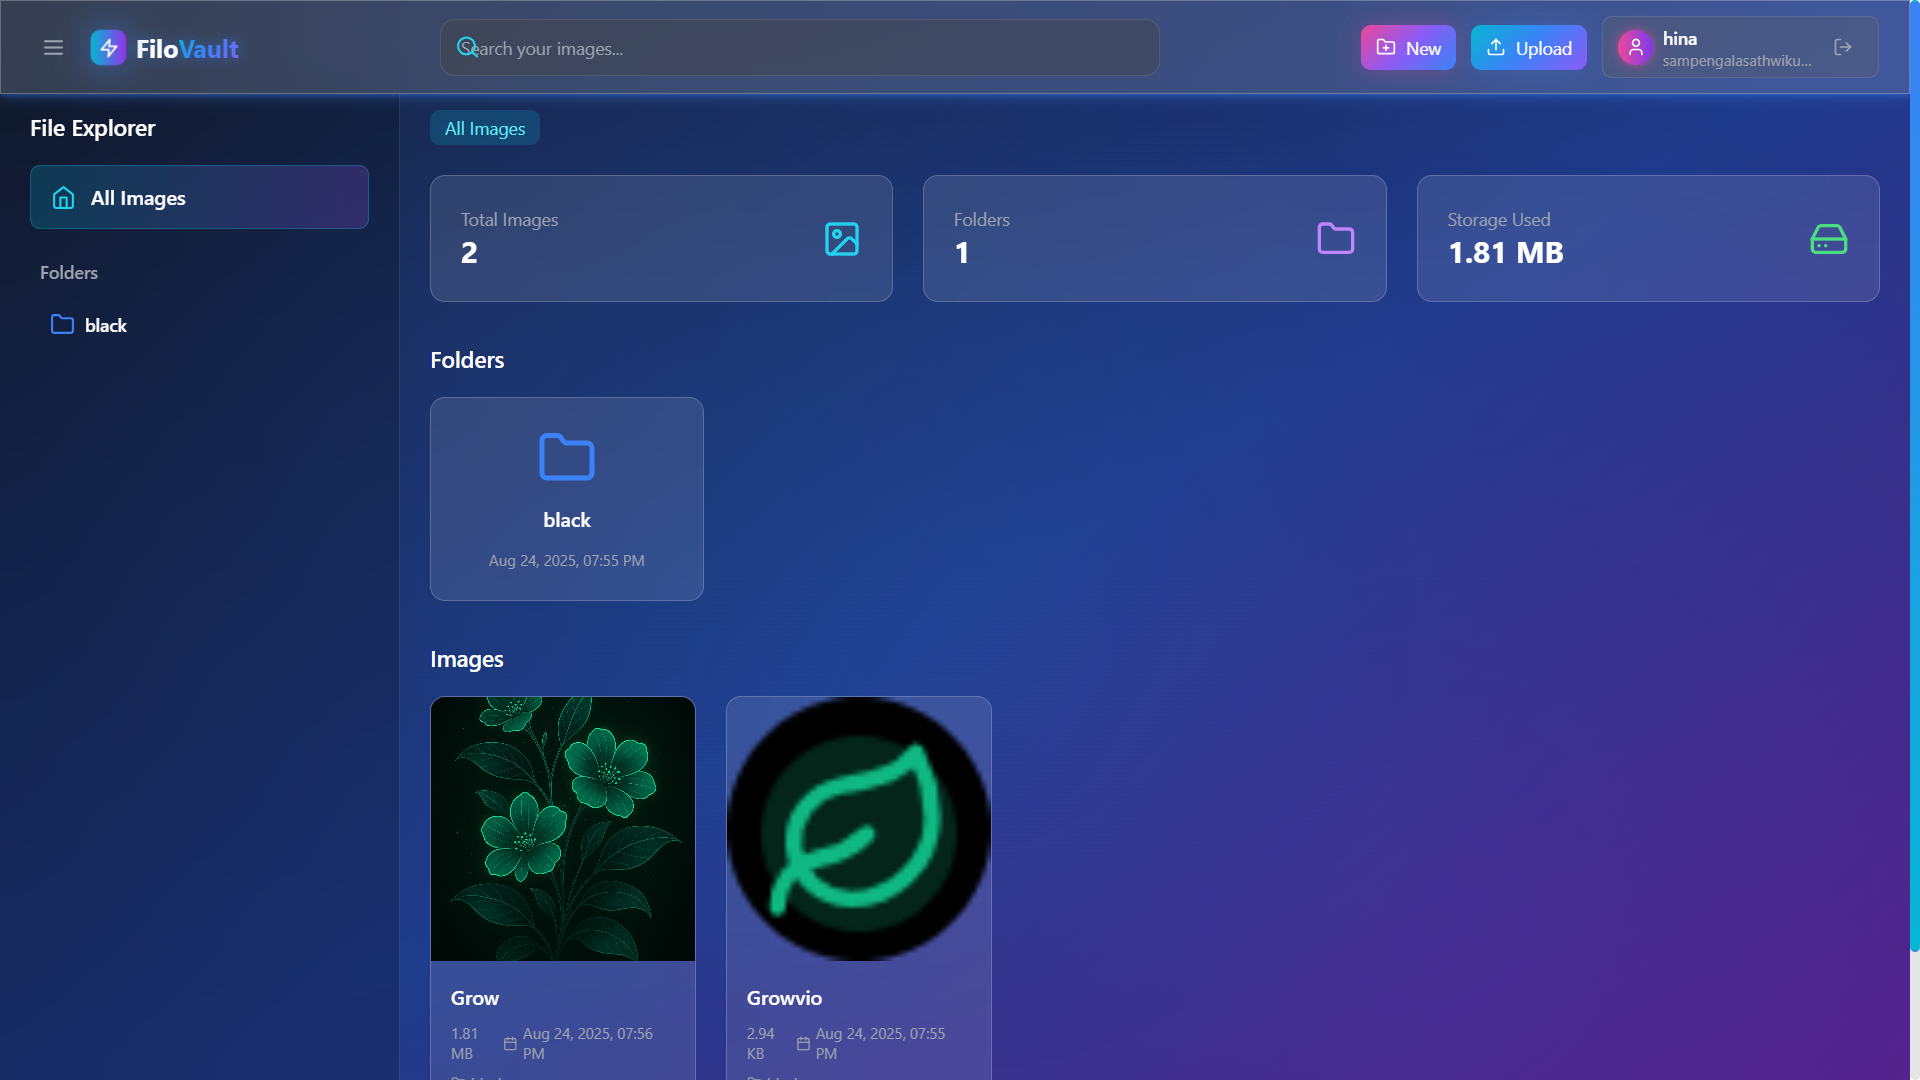 FiloVault
Search your images...
New
Upload
hina
sampengalasathwiku...
File Explorer
All Images
Folders
black
All Images
Total Images
2
Folders
1
Storage Used
1.81 MB
Folders
black
Aug 24, 2025, 07:55 PM
Images
Grow
1.81
MB
Aug 24, 2025, 07:56
PM
Growvio
2.94
KB
Aug 24, 2025, 07:55
PM